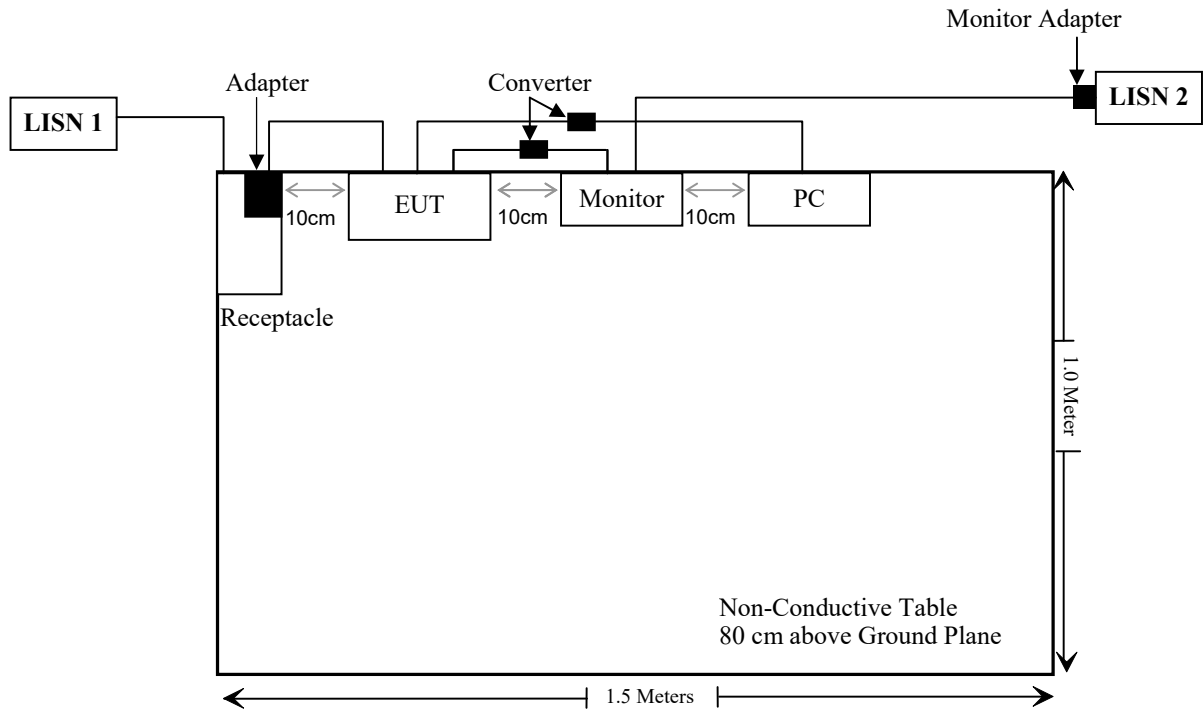 Monitor Adapter
Adapter
Converter
LISN 1
LISN 2
EUT
Monitor
PC
10cm
10cm
10cm
Receptacle
1.0 Meter
Non-Conductive Table
80 cm above Ground Plane
1.5 Meters